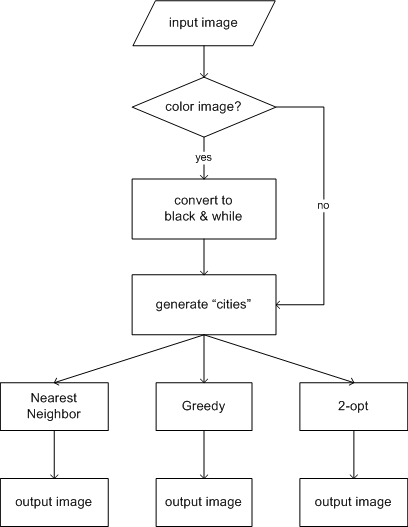 input image
color image?
yes
no
convert to
black & while
generate “cities”
Nearest
Neighbor
Greedy
2-opt
output image
output image
output image